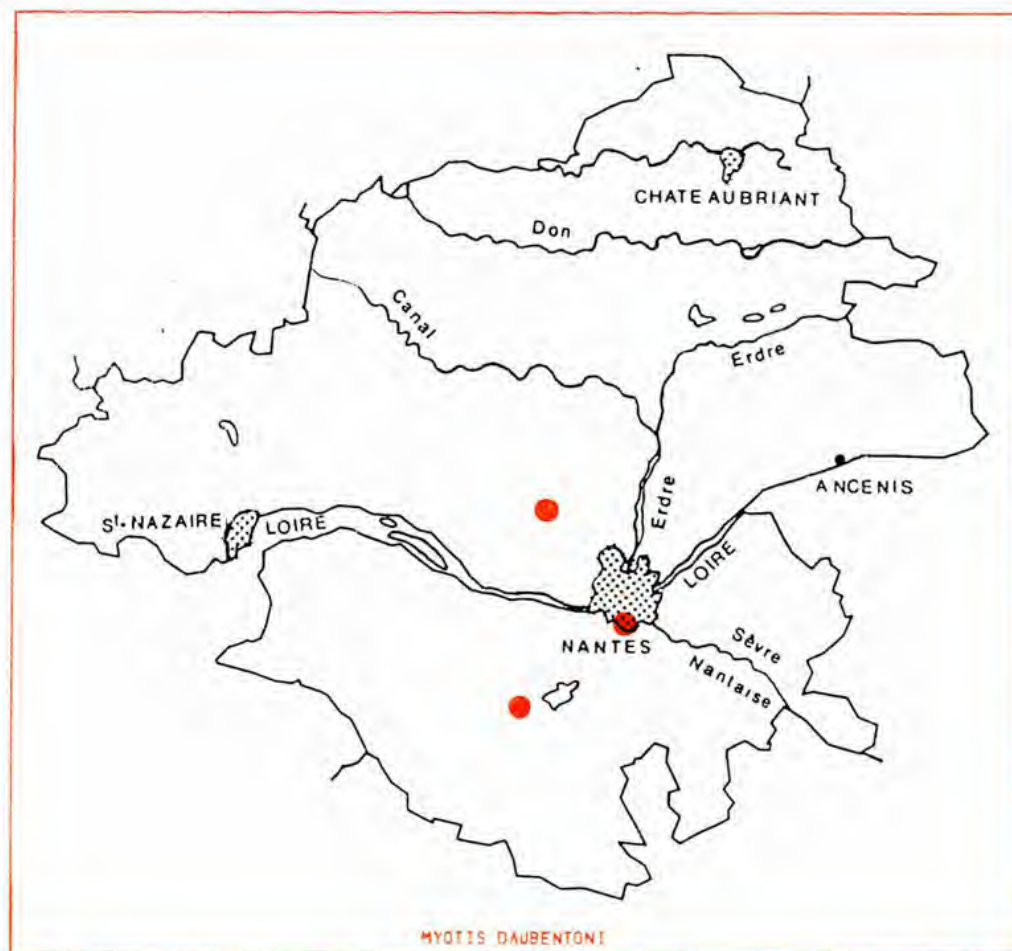 CHATEAUBRIANT
Don
Canal
Erdre
ANCENIS
Erdre
St-NAZAIRE
LOIRE
LOIRE
NANTES
Sèvre
Nantaise
MYOTIS DAUBENTONI